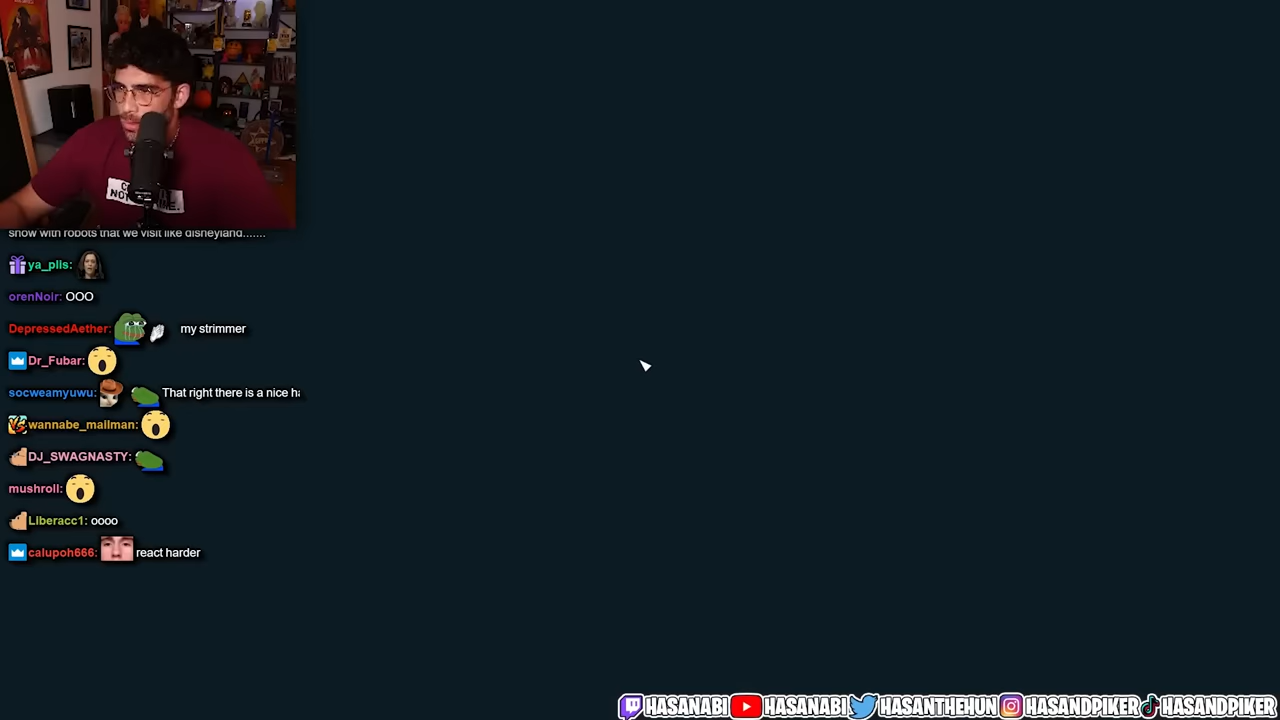 show with robots that we visit like disneyland.......
ya_plis:
orenNoir: OOO
DepressedAether: my strimmer
Dr_Fubar:
socweamyuwu: That right there is a nice ha
wannabe_mailman:
DJ_SWAGNASTY:
mushroll:
Liberacc1: oooo
calupoh666: react harder
HASANABI HASANABI HASANTHEHUN HASANDPIKER HASANDPIKER